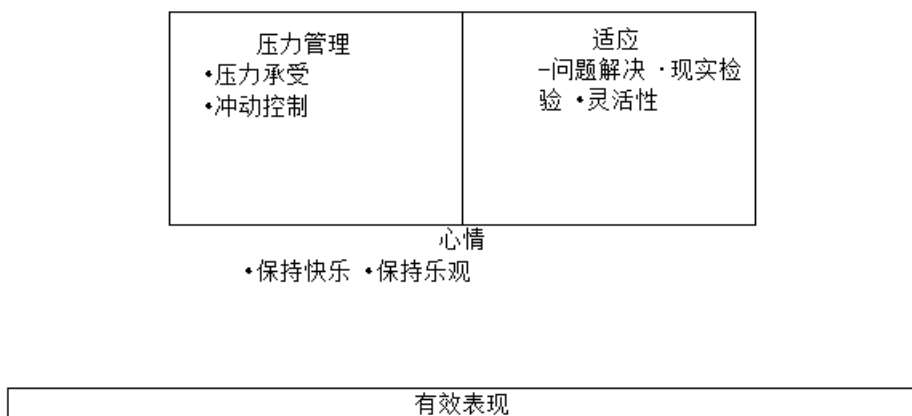 压力管理
•压力承受
•冲动控制
适应
-问题解决 ·现实检
验 •灵活性
心情
•保持快乐 •保持乐观
有效表现